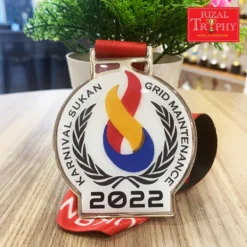 RIZAL
TROPHY
KARNIVAL SUKAN
GRID MAINTENANCE
2022